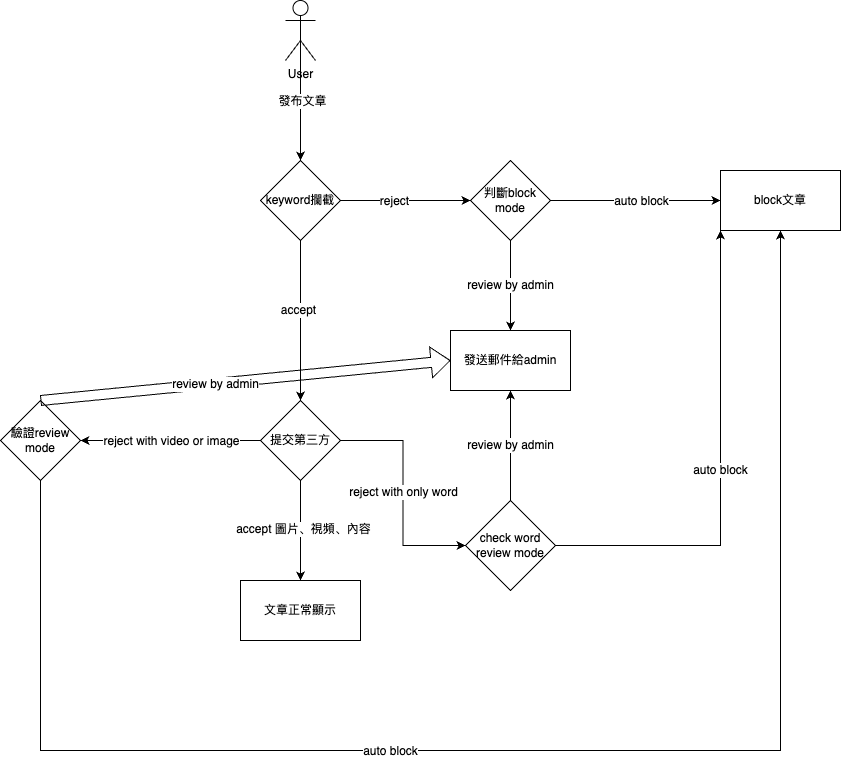 User
發布文章
keyword攔截
reject
判斷block
mode
auto block
block文章
review by admin
accept
發送郵件給admin
review by admin
驗證review
mode
reject with video or image
提交第三方
review by admin
auto block
reject with only word
accept 圖片、視頻、內容
check word
review mode
文章正常顯示
auto block